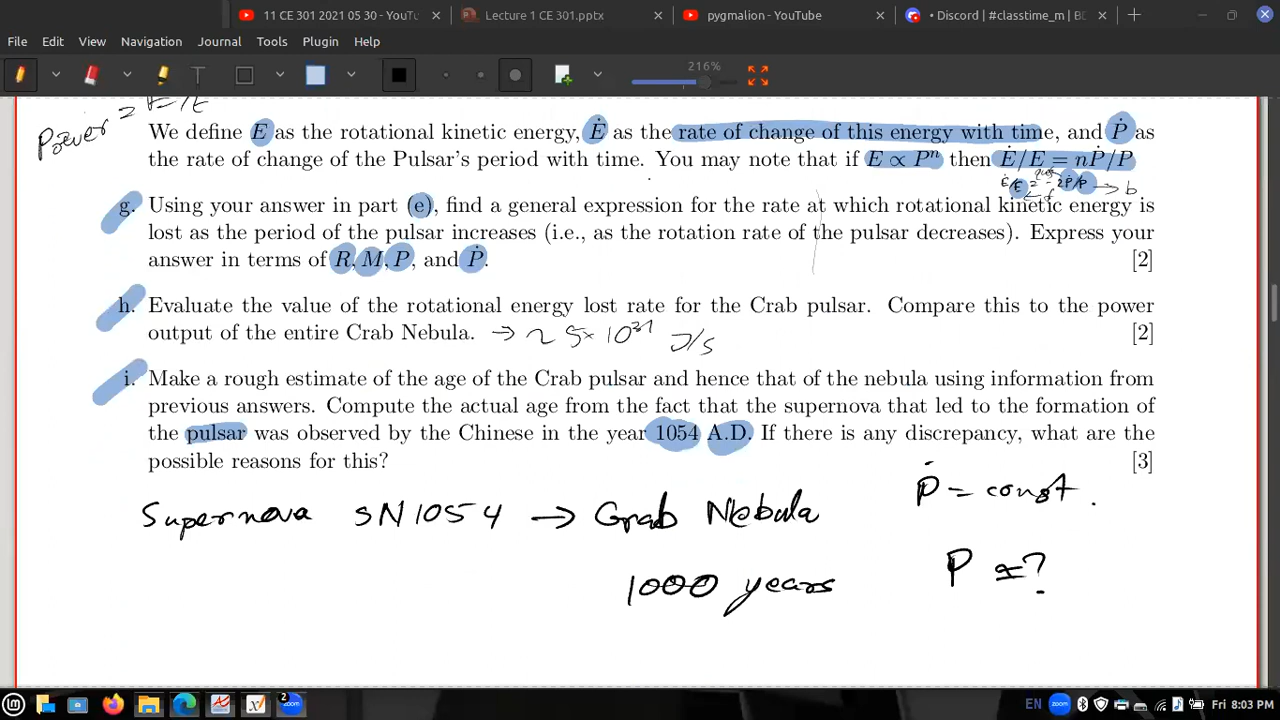 11 CE 301 2021 05 30 - YouTu
Lecture 1 CE 301.pptx
pygmalion - YouTube
• Discord | #classtime_m | BD
File Edit View Navigation Journal Tools Plugin Help
216%
Power = E/t
We define E as the rotational kinetic energy, Ė as the rate of change of this energy with time, and Ṗ as
the rate of change of the Pulsar's period with time. You may note that if E ∝ Pⁿ then Ė/E = nṖ/P
Ė/E = -2Ṗ/P → b
g. Using your answer in part (e), find a general expression for the rate at which rotational kinetic energy is
lost as the period of the pulsar increases (i.e., as the rotation rate of the pulsar decreases). Express your
answer in terms of R, M, P, and Ṗ. [2]
h. Evaluate the value of the rotational energy lost rate for the Crab pulsar. Compare this to the power
output of the entire Crab Nebula. → ~ 5×10³¹ J/s [2]
i. Make a rough estimate of the age of the Crab pulsar and hence that of the nebula using information from
previous answers. Compute the actual age from the fact that the supernova that led to the formation of
the pulsar was observed by the Chinese in the year 1054 A.D. If there is any discrepancy, what are the
possible reasons for this? [3]
Ṗ = const.
Supernova SN1054 → Crab Nebula
P ≃ ?
1000 years
2
EN zoom Fri 8:03 PM